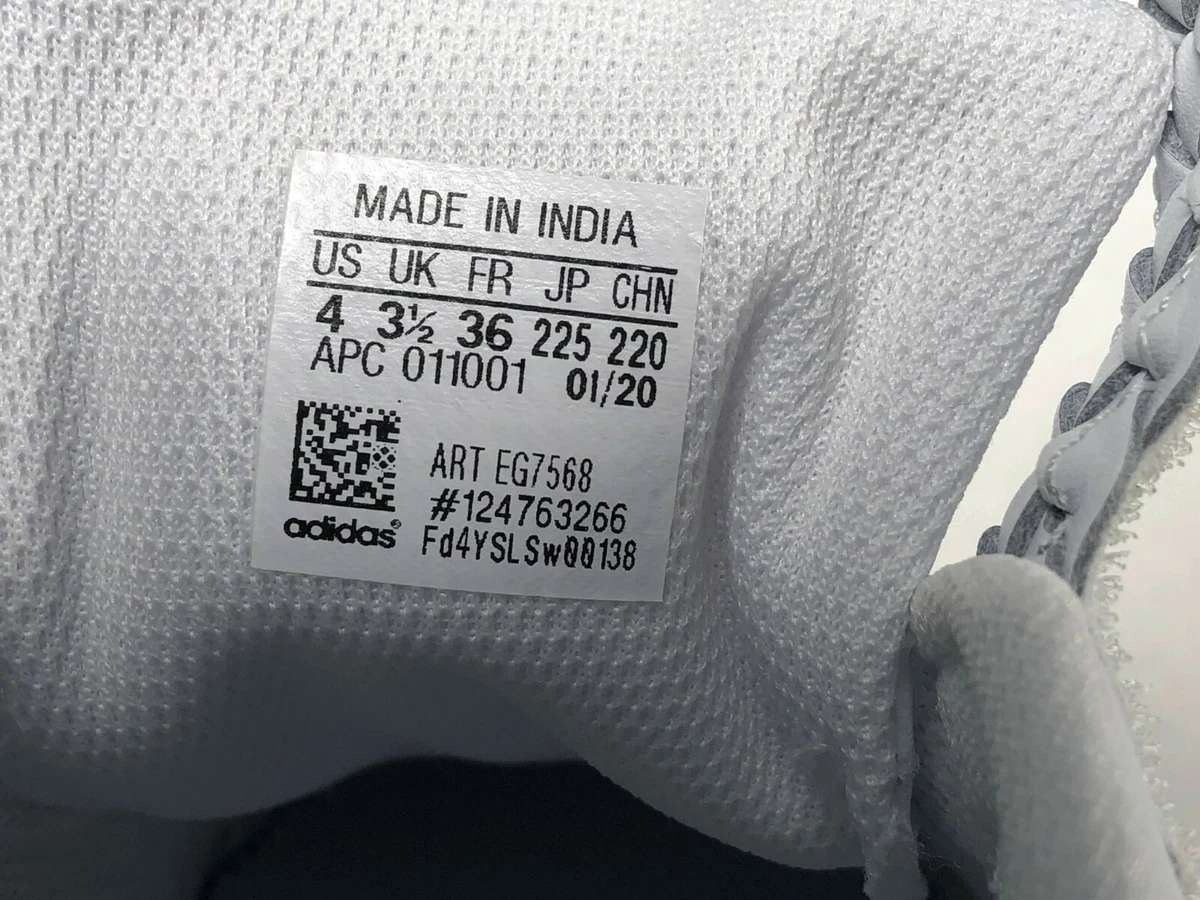 MADE IN INDIA
US UK FR JP CHN
4 3½ 36 225 220
APC 011001 01/20
ART EG7568
#124763266
adidas® Fd4YSLSw00138